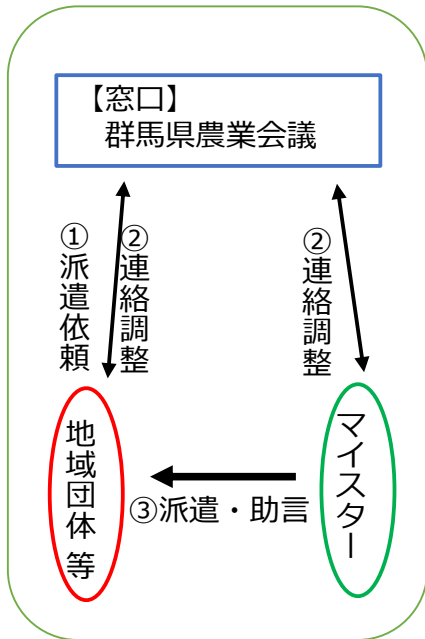 【窓口】
群馬県農業会議
①派遣依頼
②連絡調整
②連絡調整
地域団体 等
マイスター
③派遣・助言